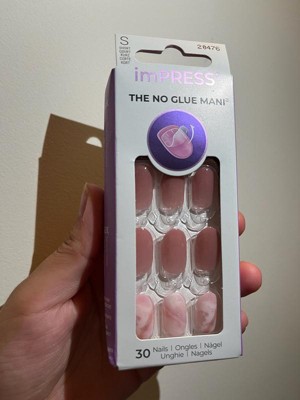 S
28476
imPRESS
THE NO GLUE MANI®
30 Nails | Ongles | Nägel
Unghie | Nagels